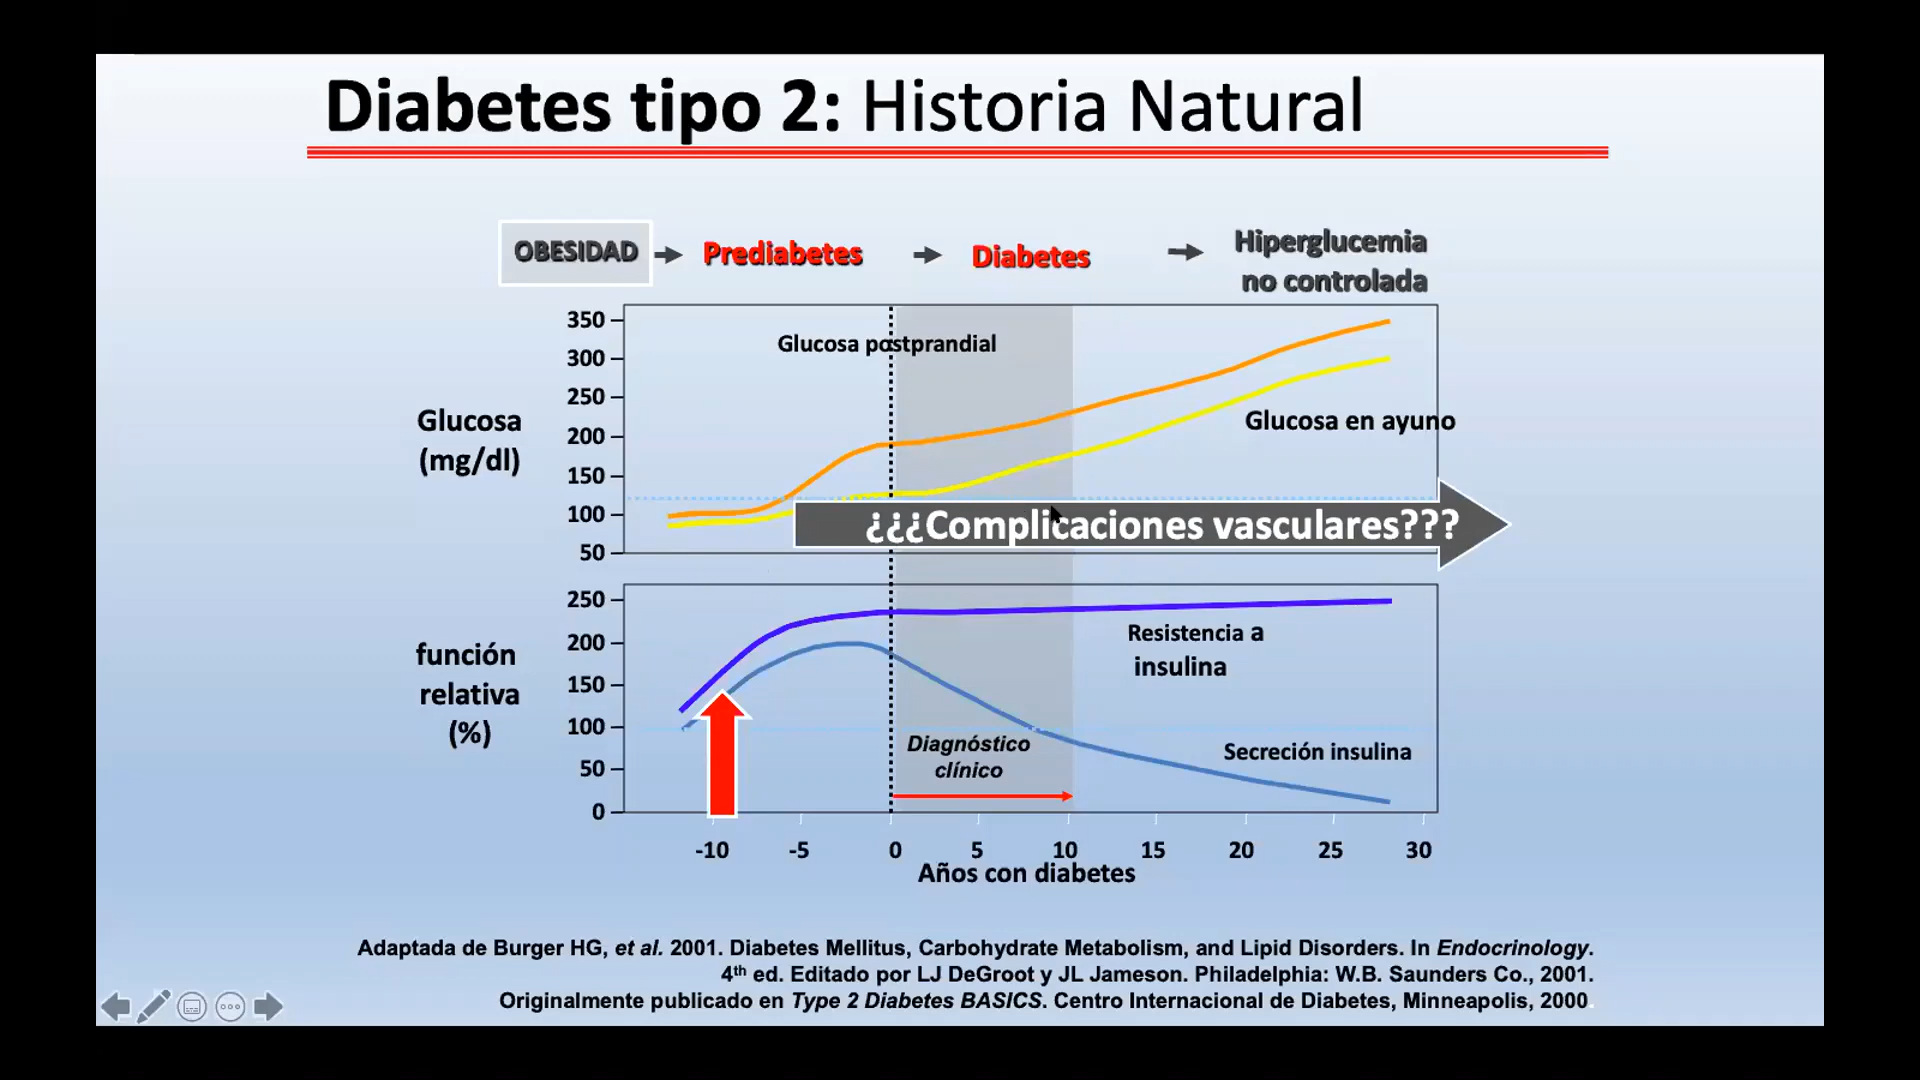 Diabetes tipo 2: Historia Natural
OBESIDAD
Prediabetes
Diabetes
Hiperglucemia
no controlada
350
300
250
200
150
100
50
Glucosa
(mg/dl)
Glucosa postprandial
Glucosa en ayuno
¿¿¿Complicaciones vasculares???
250
200
150
100
50
0
función
relativa
(%)
Resistencia a
insulina
Diagnóstico
clínico
Secreción insulina
-10 -5 0 5 10 15 20 25 30
Años con diabetes
Adaptada de Burger HG, et al. 2001. Diabetes Mellitus, Carbohydrate Metabolism, and Lipid Disorders. In Endocrinology.
4th ed. Editado por LJ DeGroot y JL Jameson. Philadelphia: W.B. Saunders Co., 2001.
Originalmente publicado en Type 2 Diabetes BASICS. Centro Internacional de Diabetes, Minneapolis, 2000.